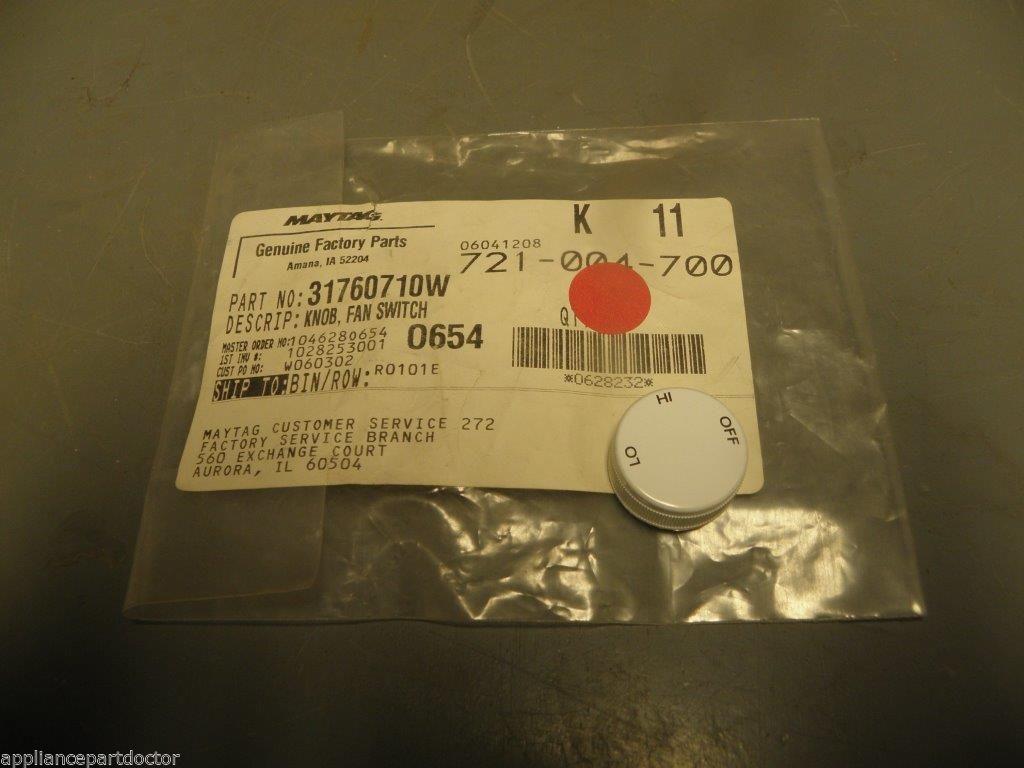 MAYTAG
Genuine Factory Parts
Amana, IA 52204
K 11
06041208
721-004-700
PART NO: 31760710W
DESCRIP: KNOB, FAN SWITCH
MASTER ORDER NO: 1046280654
1ST INV #: 1028253001
0654
CUST PO NO: W060302
SHIP TO: BIN/ROW: R0101E
*0628232*
MAYTAG CUSTOMER SERVICE 272
FACTORY SERVICE BRANCH
560 EXCHANGE COURT
AURORA, IL 60504
HI
OFF
LO
appliancepartdoctor